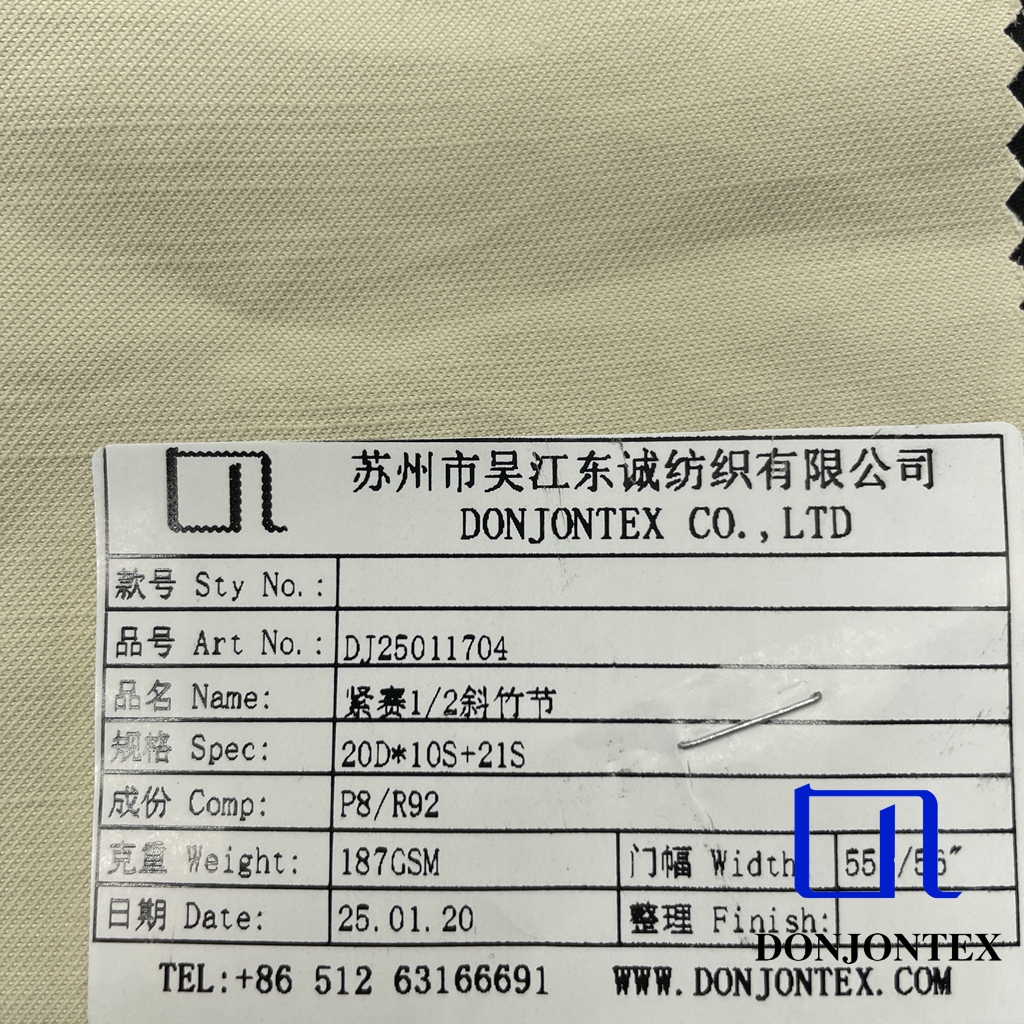 苏州市吴江东诚纺织有限公司
DONJONTEX CO.,LTD
款号 Sty No.:
品号 Art No.: DJ25011704
品名 Name: 紧赛1/2斜竹节
规格 Spec: 20D*10S+21S
成份 Comp: P8/R92
克重 Weight: 187GSM 门幅 Width 55 /56″
日期 Date: 25.01.20 整理 Finish:
DONJONTEX
TEL:+86 512 63166691 WWW.DONJONTEX.COM